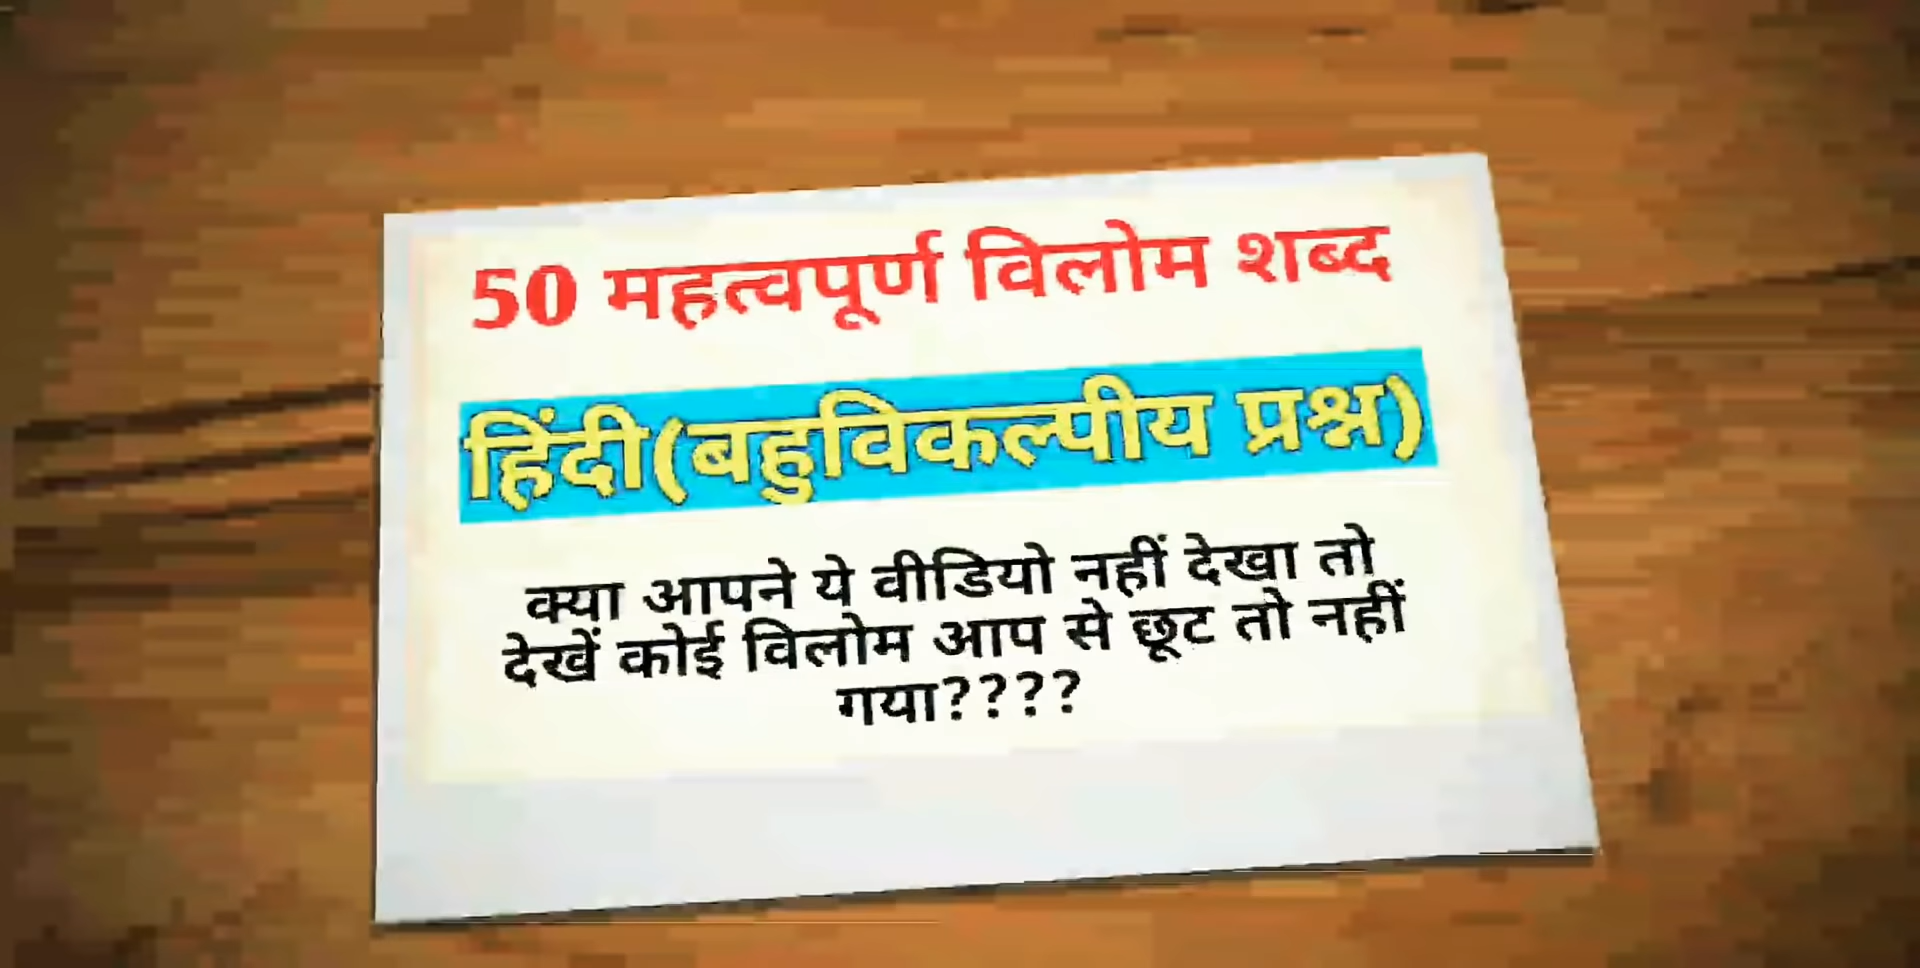 50 महत्वपूर्ण विलोम शब्द
हिंदी(बहुविकल्पीय प्रश्न)
क्या आपने ये वीडियो नहीं देखा तो
देखें कोई विलोम आप से छूट तो नहीं
गया????